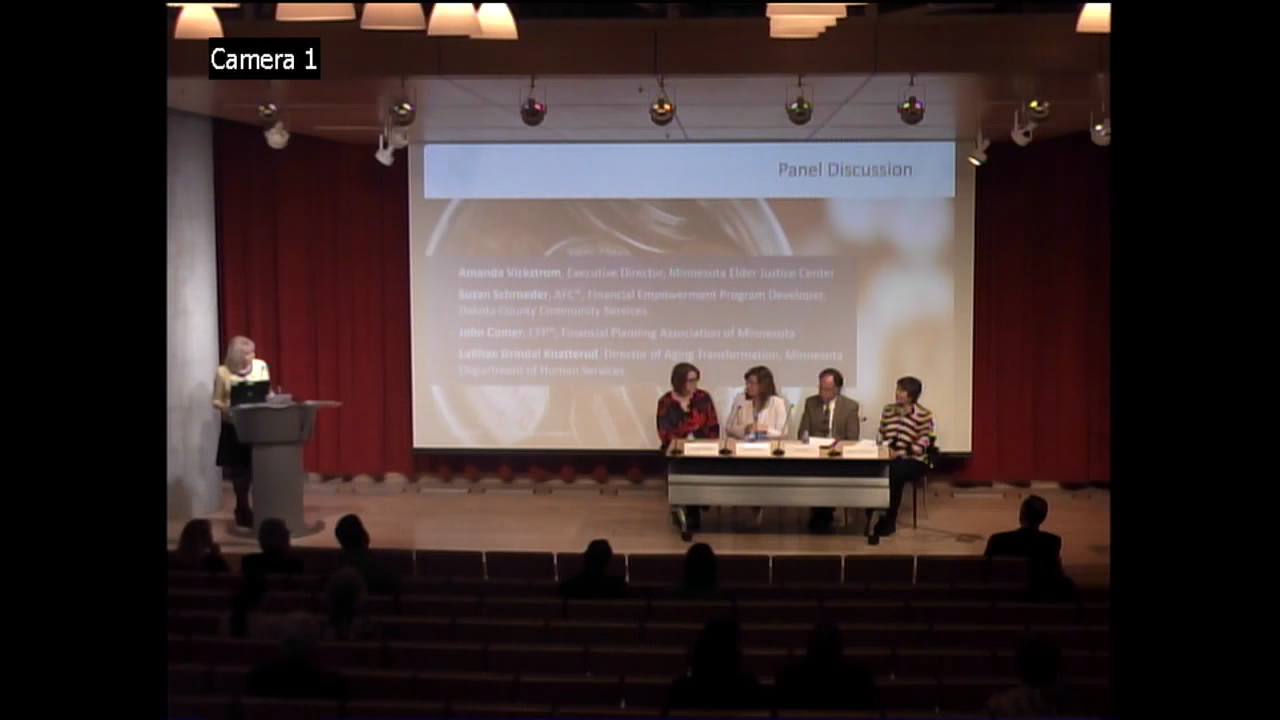 Camera 1
Panel Discussion
Amanda Vickstrom, Executive Director, Minnesota Elder Justice Center
Susan Schroeder, AFC®, Financial Empowerment Program Developer,
Dakota County Community Services
John Comer, CFP®, Financial Planning Association of Minnesota
LaRhae Grindal Knatterud, Director of Aging Transformation, Minnesota
Department of Human Services